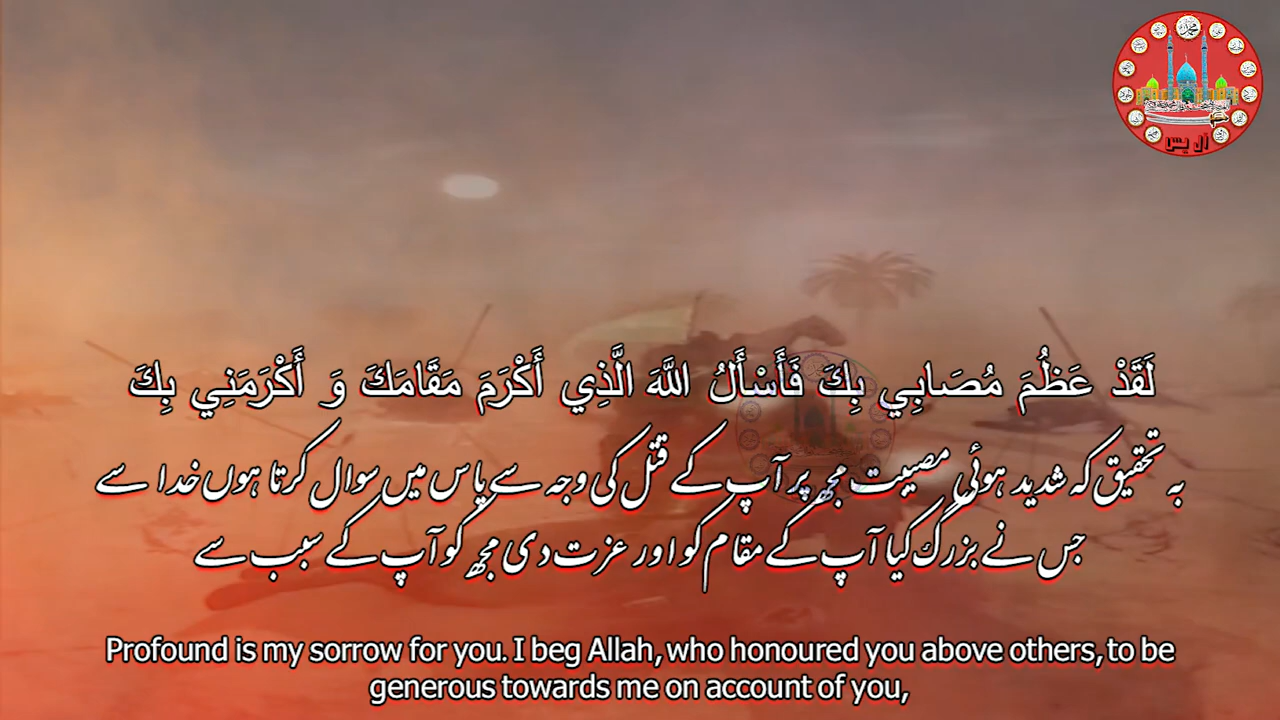 آل یس
لَقَدْ عَظُمَ مُصَابِي بِكَ فَأَسْأَلُ اللَّهَ الَّذِي أَكْرَمَ مَقَامَكَ وَ أَكْرَمَنِي بِكَ
بہ تحقیق کہ شدید ہوئی مصیبت مجھ پر آپ کے قتل کی وجہ سے پاس میں سوال کرتا ہوں خدا سے
جس نے بزرگ کیا آپ کے مقام کو اور عزت دی مجھ کو آپ کے سبب سے
Profound is my sorrow for you. I beg Allah, who honoured you above others, to be
generous towards me on account of you,